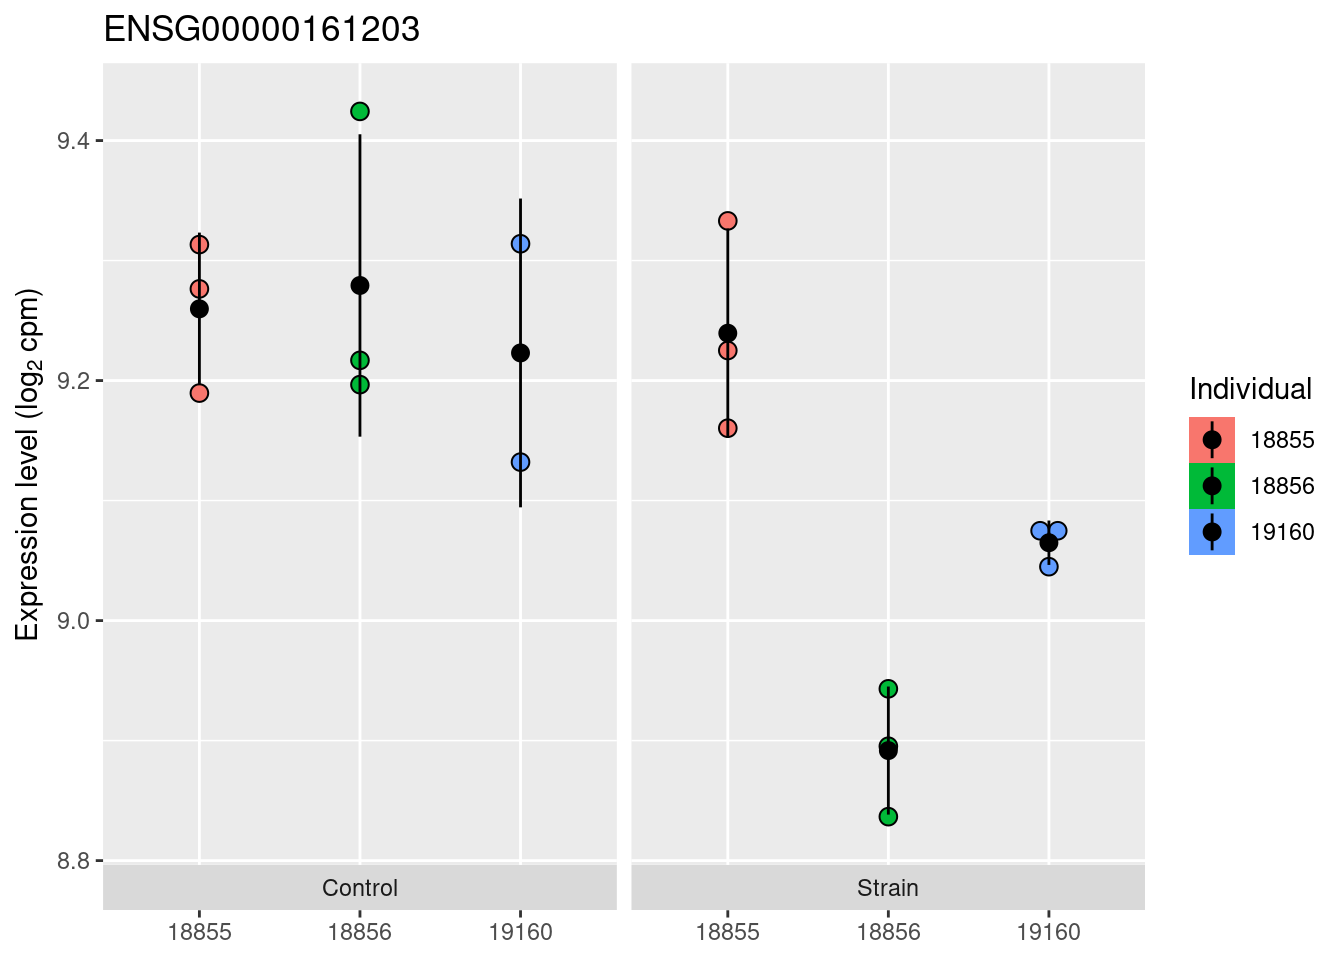 ENSG00000161203
Expression level (log₂ cpm)
9.4
9.2
9.0
8.8
Control
Strain
18855
18856
19160
18855
18856
19160
Individual
18855
18856
19160